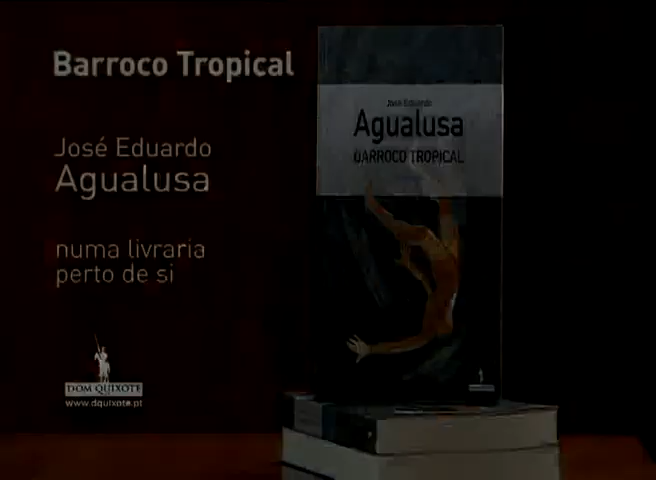 Barroco Tropical
José Eduardo
Agualusa
numa livraria
perto de si
DOM QUIXOTE
www.dquixote.pt
José Eduardo
Agualusa
BARROCO TROPICAL